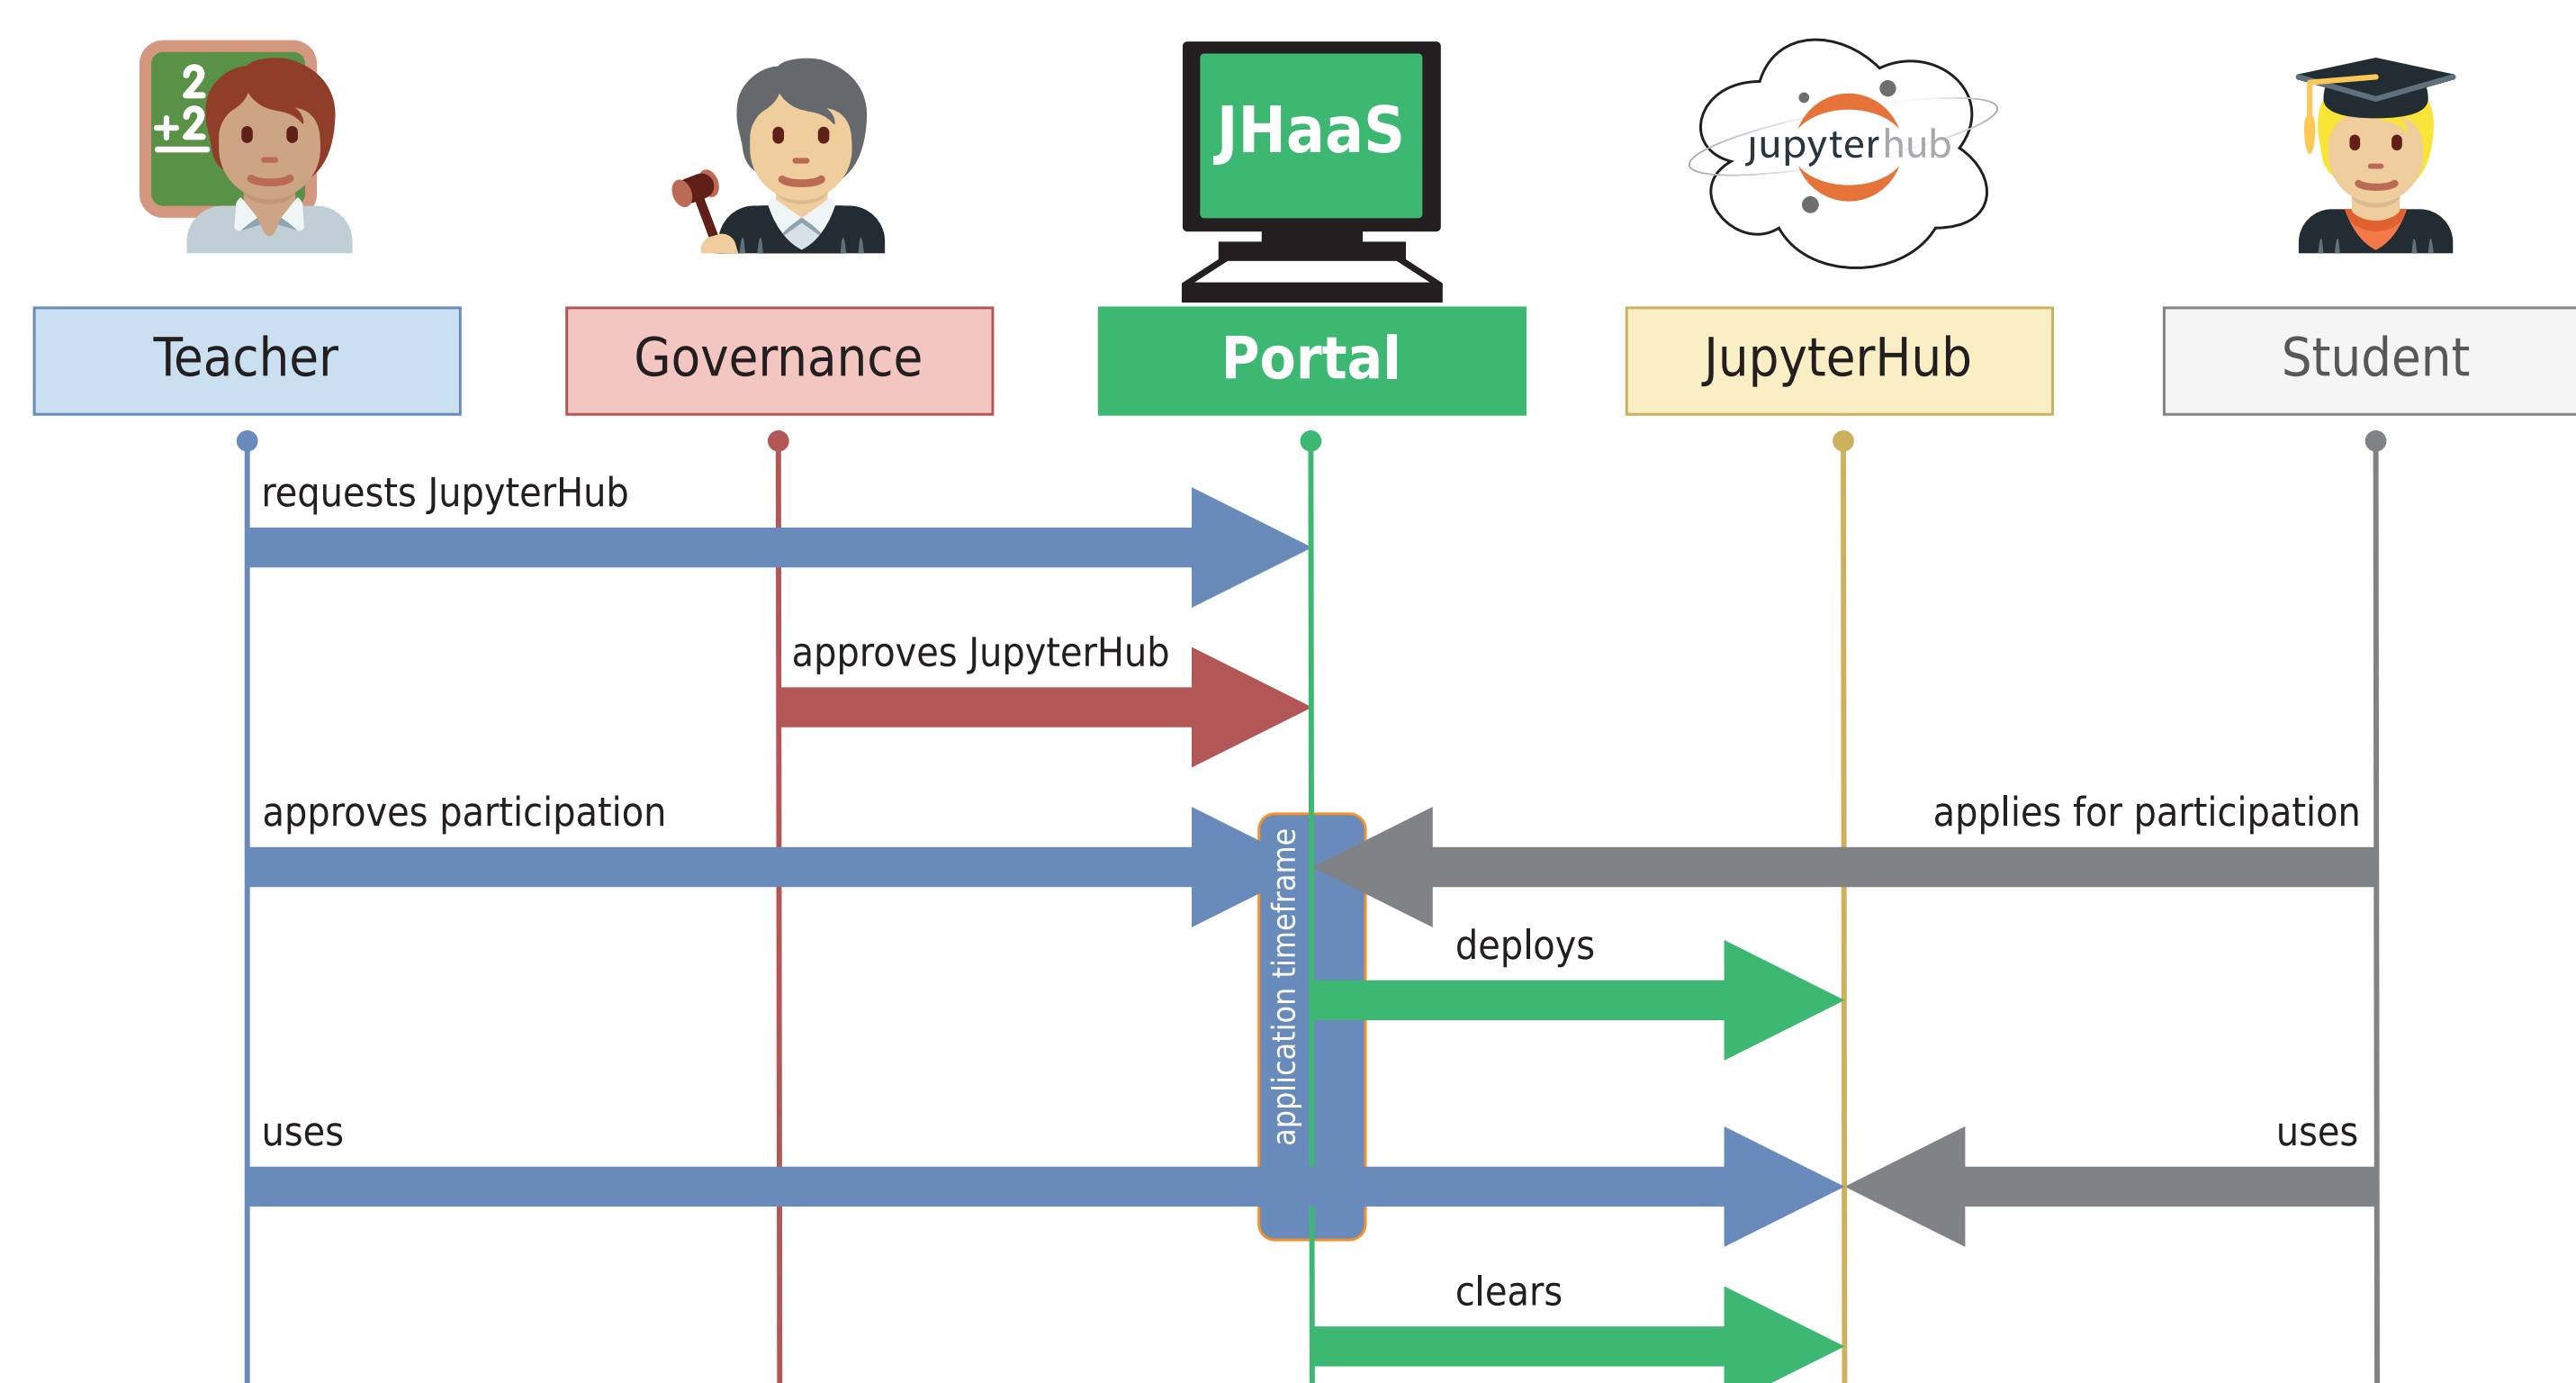 2
+2
JHaaS
jupyterhub
Teacher
Governance
Portal
JupyterHub
Student
requests JupyterHub
approves JupyterHub
approves participation
applies for participation
application timeframe
deploys
uses
uses
clears